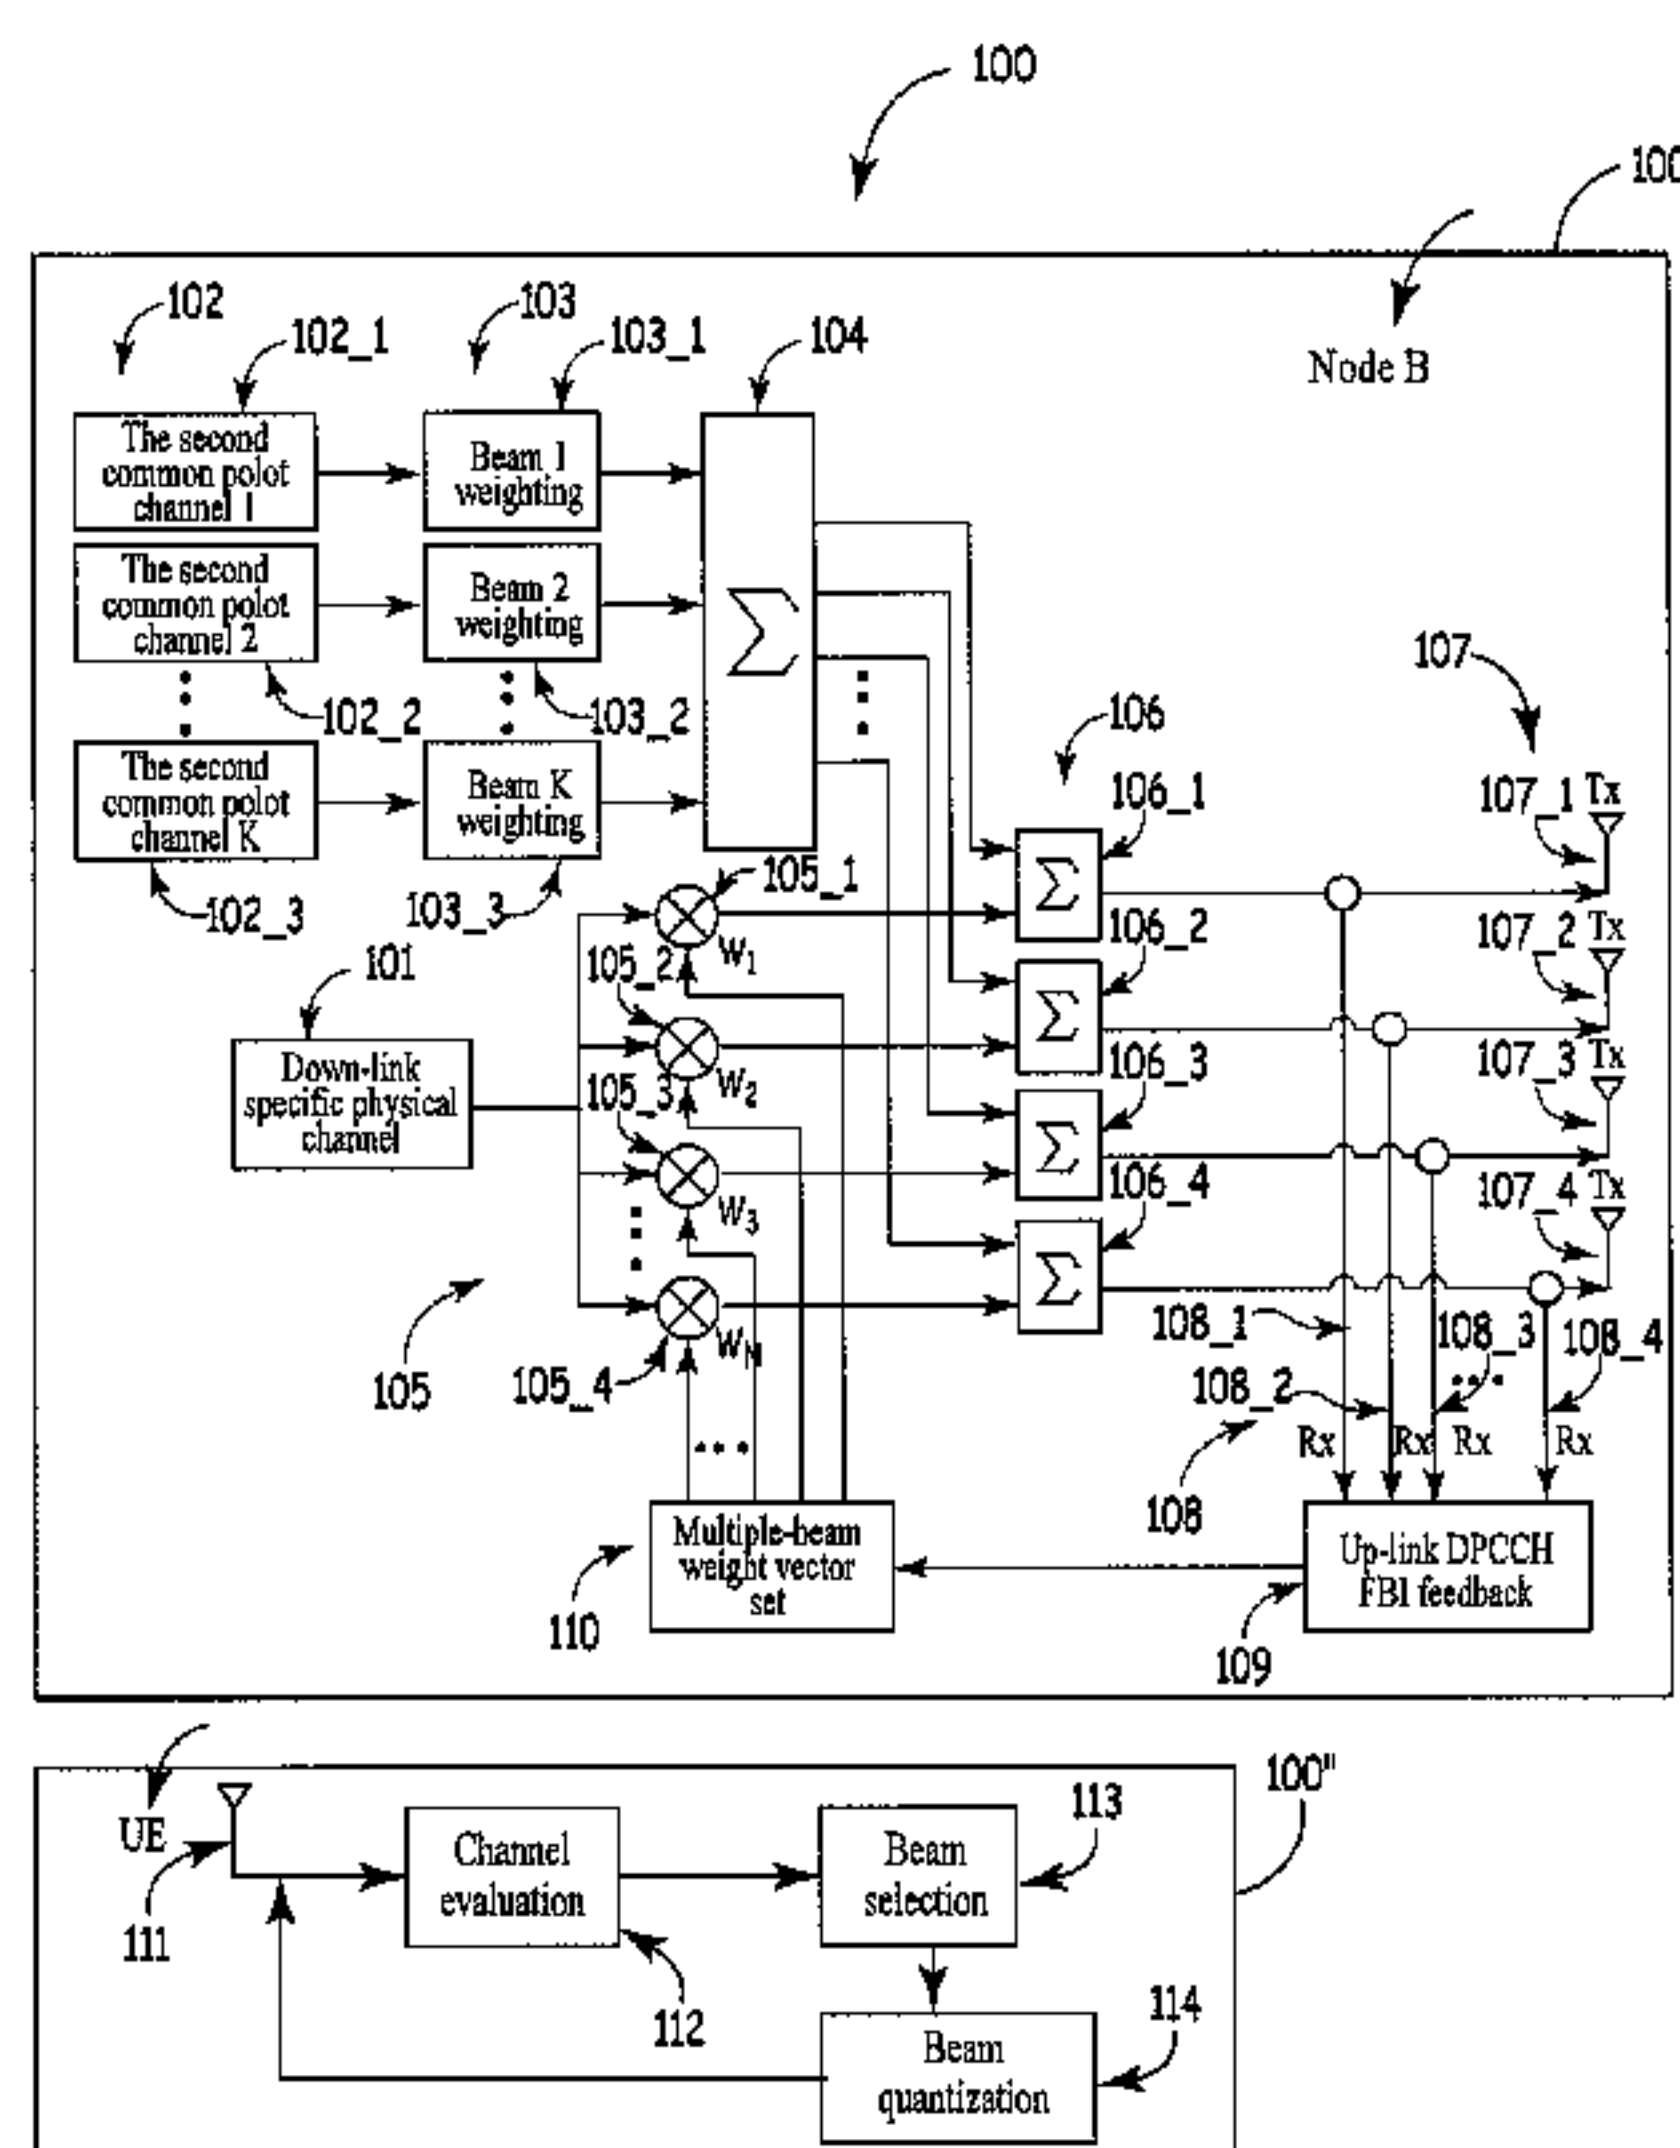 100
100
102
102_1
103
103_1
104
Node B
The second
common polot
channel 1
Beam 1
weighting
The second
common polot
channel 2
Beam 2
weighting
Σ
102_2
103_2
107
106
The second
common polot
channel K
Beam K
weighting
106_1
107_1 Tx
102_3
103_3
105_1
Σ
W1
106_2
107_2 Tx
101
105_2
Σ
Down-link
specific physical
channel
W2
106_3
107_3 Tx
105_3
Σ
W3
106_4
107_4 Tx
Σ
105
105_4
WN
108_1
108_3
108_4
108_2
108
Rx
Rx
Rx
Rx
Multiple-beam
weight vector
set
110
Up-link DPCCH
FBI feedback
109
UE
111
Channel
evaluation
112
Beam
selection
113
100"
Beam
quantization
114